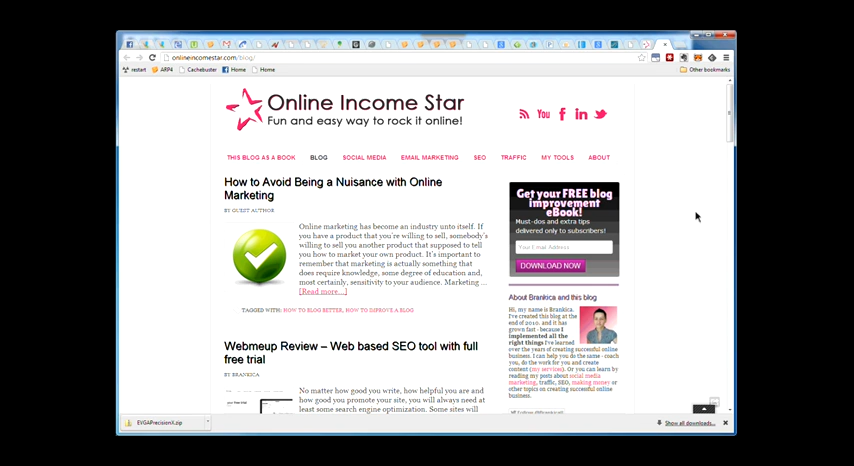 onlineincomestar.com/blog/
restart
ARP4
Cachebuster
Home
Home
Other bookmarks
Online Income Star
Fun and easy way to rock it online!
You
THIS BLOG AS A BOOK
BLOG
SOCIAL MEDIA
EMAIL MARKETING
SEO
TRAFFIC
MY TOOLS
ABOUT
How to Avoid Being a Nuisance with Online
Marketing
BY GUEST AUTHOR
Online marketing has become an industry unto itself. If
you have a product that you're willing to sell, somebody's
willing to sell you another product that supposed to tell
you how to market your own product. It's important to
remember that marketing is actually something that
does require knowledge, some degree of education and,
most certainly, sensitivity to your audience. Marketing ...
[Read more...]
TAGGED WITH: HOW TO BLOG BETTER, HOW TO IMPROVE A BLOG
Webmeup Review – Web based SEO tool with full
free trial
BY BRANKICA
No matter how good you write, how helpful you are and
how good you promote your site, you will always need at
least some search engine optimization. Some sites will
Get your FREE blog
improvement
eBook!
Must-dos and extra tips
delivered only to subscribers!
Your E-mail Address
DOWNLOAD NOW
About Brankica and this blog
Hi, my name is Brankica.
I've created this blog at the
end of 2010. and it has
grown fast - because I
implemented all the
right things I've learned
over the years of creating successful online
business. I can help you do the same - coach
you, do the work for you and create
content (my services). Or you can learn by
reading my posts about social media
marketing, traffic, SEO, making money or
other topics on creating successful online
business.
EVGAPrecisionX.zip
Show all downloads...